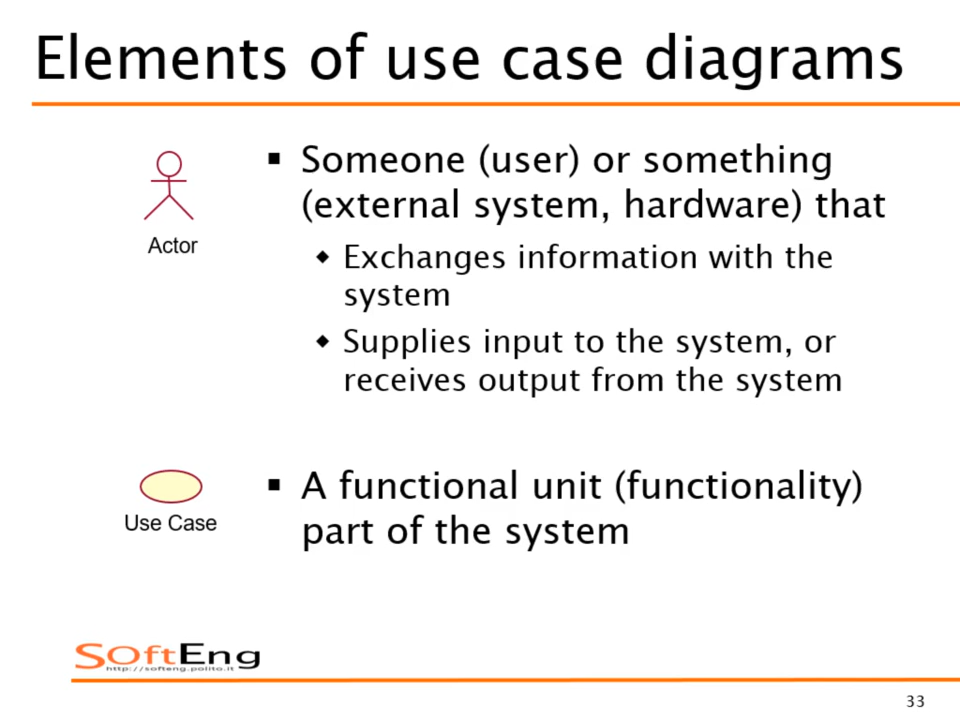 Elements of use case diagrams
▪ Someone (user) or something
(external system, hardware) that
Actor
◆ Exchanges information with the
system
◆ Supplies input to the system, or
receives output from the system
▪ A functional unit (functionality)
part of the system
Use Case
SOftEng
http://softeng.polito.it
33